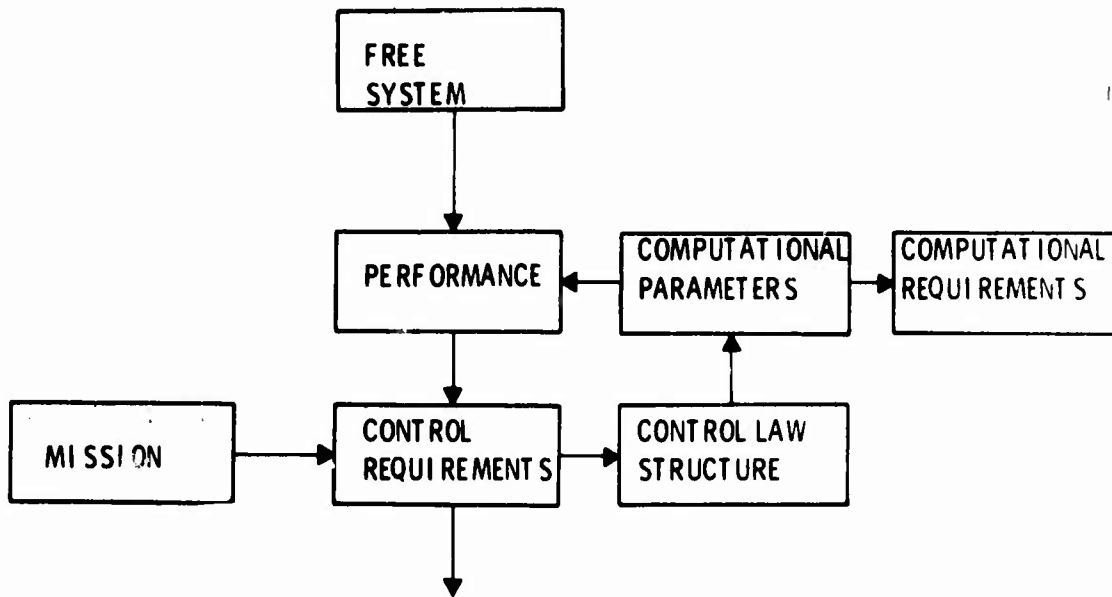 FREE
SYSTEM
PERFORMANCE
COMPUTATIONAL
PARAMETERS
COMPUTATIONAL
REQUIREMENTS
MISSION
CONTROL
REQUIREMENTS
CONTROL LAW
STRUCTURE